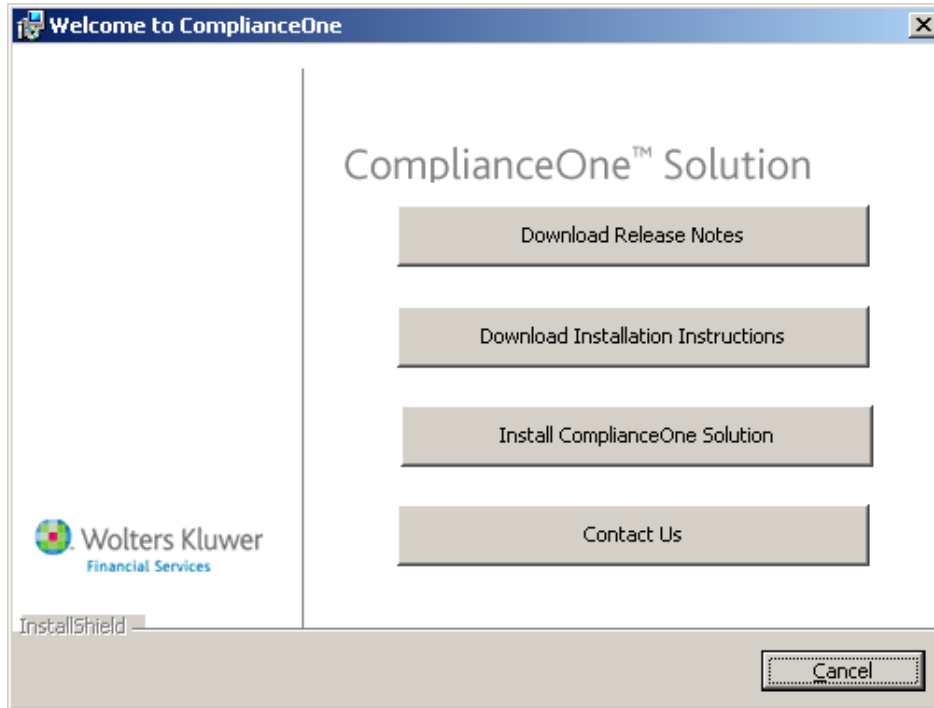 Welcome to ComplianceOne
ComplianceOne™ Solution
Download Release Notes
Download Installation Instructions
Install ComplianceOne Solution
Contact Us
Wolters Kluwer
Financial Services
InstallShield
Cancel